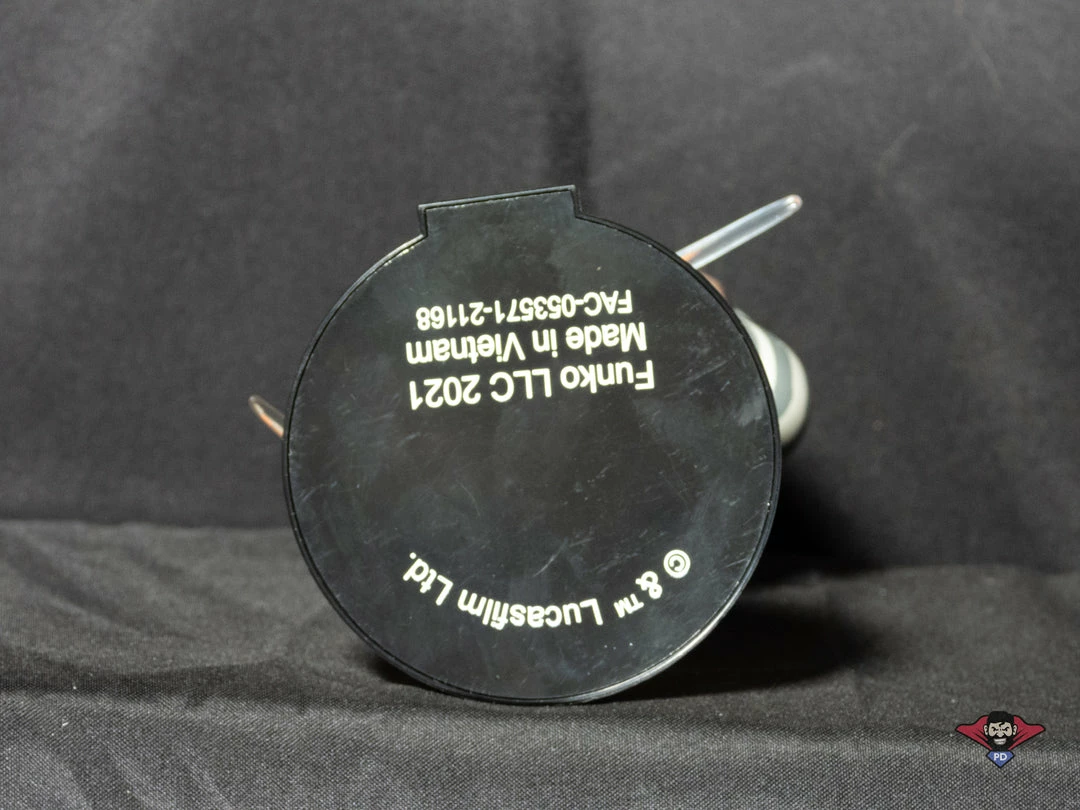 © & ™ Lucasfilm Ltd.
Funko LLC 2021
Made in Vietnam
FAC-053571-21168
PD